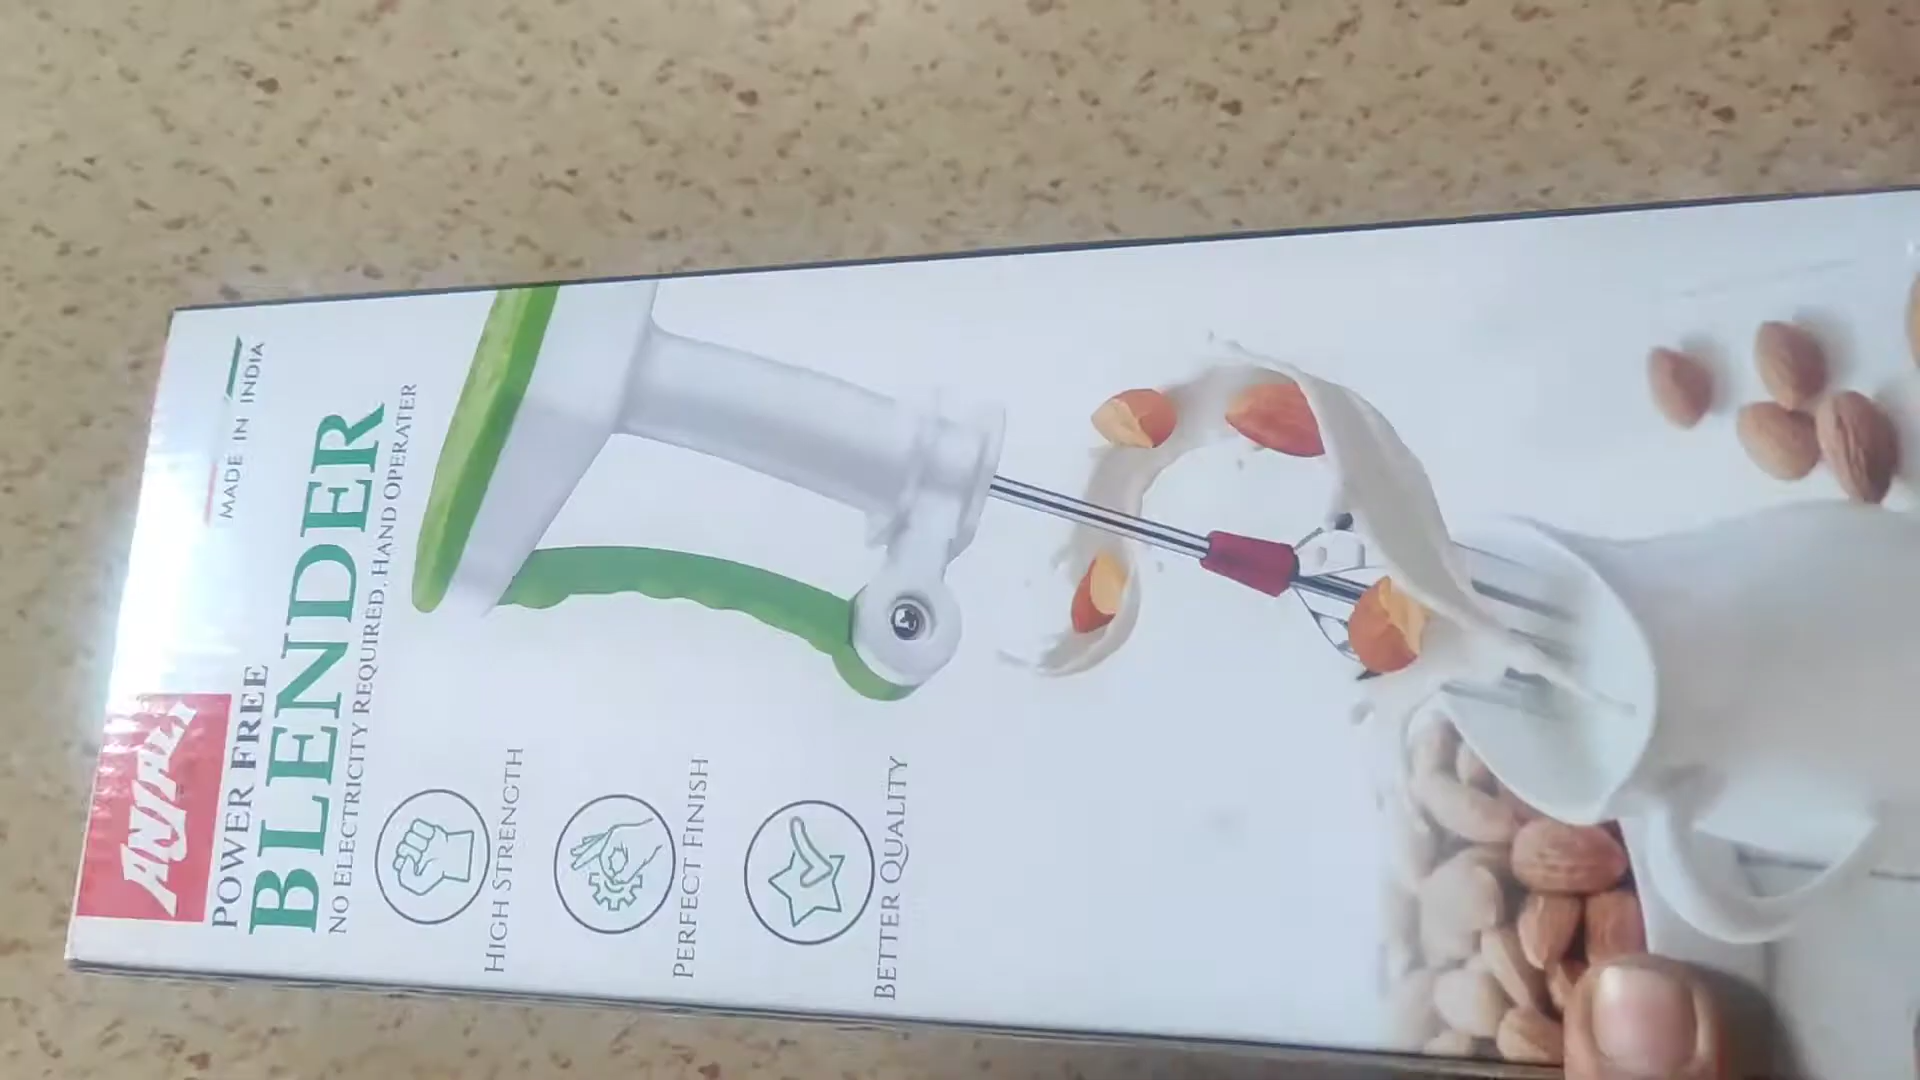 ANJALI
MADE IN INDIA
POWER FREE
BLENDER
NO ELECTRICITY REQUIRED, HAND OPERATER
HIGH STRENGTH
PERFECT FINISH
BETTER QUALITY